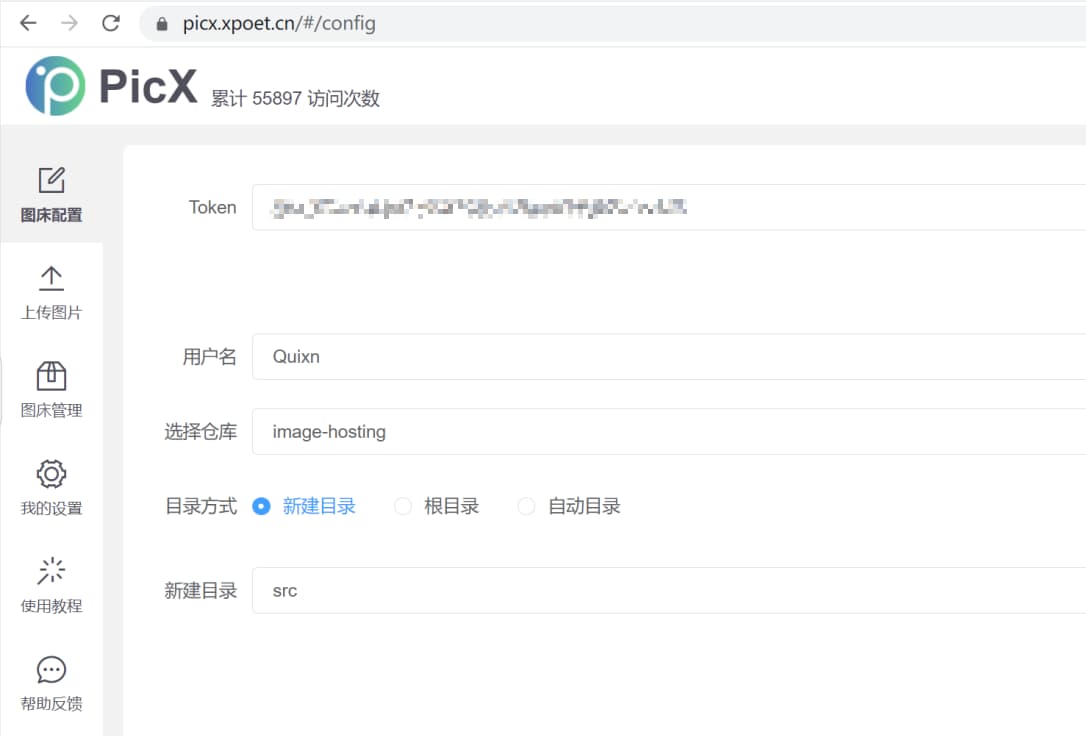 picx.xpoet.cn/#/config
PicX 累计 55897 访问次数
图床配置
上传图片
图床管理
我的设置
使用教程
帮助反馈
Token
用户名 Quixn
选择仓库 image-hosting
目录方式 新建目录 根目录 自动目录
新建目录 src